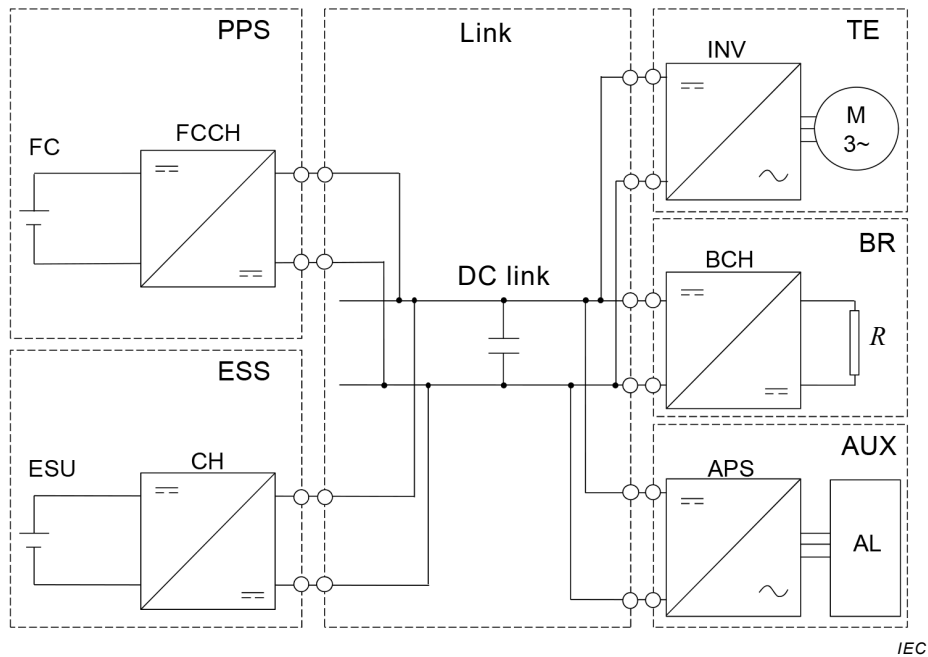 PPS
FC
FCCH
ESS
ESU
CH
Link
DC link
TE
INV
M
3~
BR
BCH
R
AUX
APS
AL
IEC